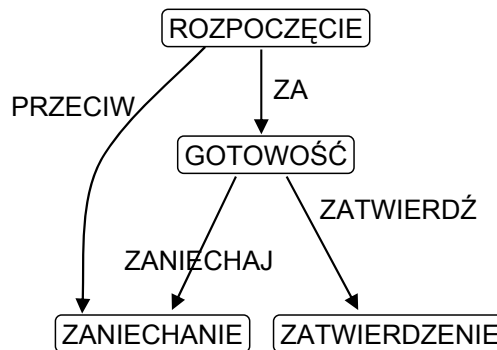 ROZPOCZĘCIE
ZA
PRZECIW
GOTOWOŚĆ
ZATWIERDŹ
ZANIECHAJ
ZANIECHANIE
ZATWIERDZENIE